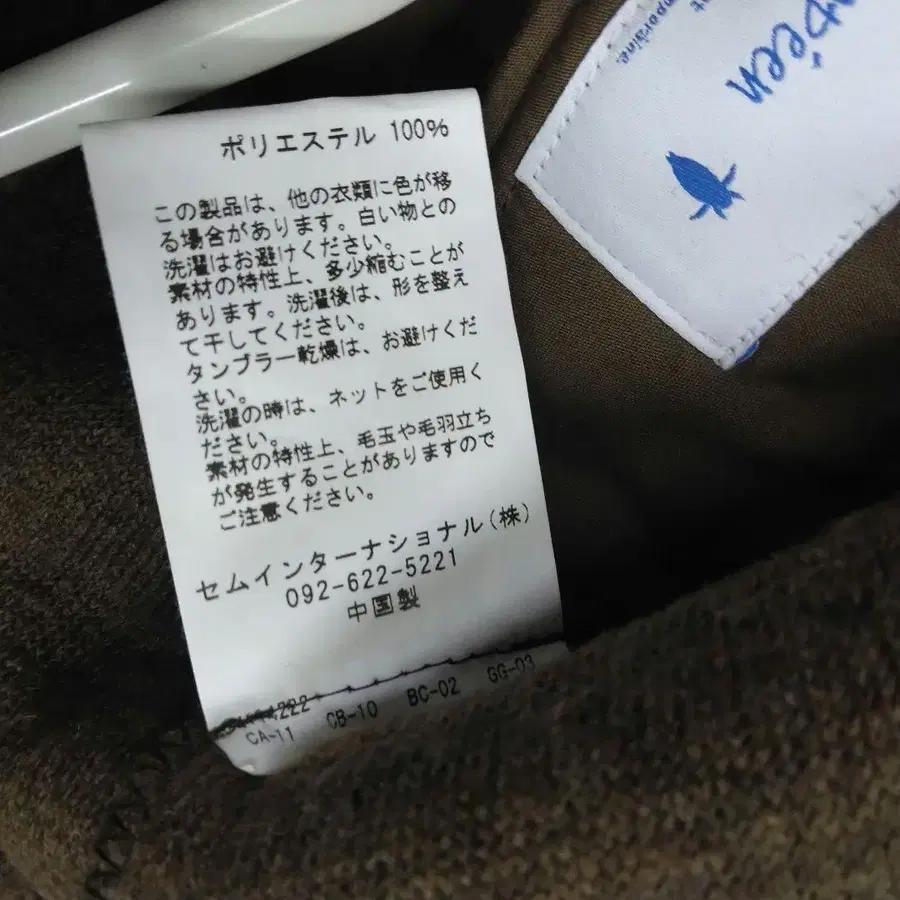 ポリエステル 100%
この製品は、他の衣類に色が移
る場合があります。白い物との
洗濯はお避けください。
素材の特性上、多少縮むことが
あります。洗濯後は、形を整え
て干してください。
タンブラー乾燥は、お避けくだ
さい。
洗濯の時は、ネットをご使用く
ださい。
素材の特性上、毛玉や毛羽立ち
が発生することがありますので
ご注意ください。
セムインターナショナル(株)
092-622-5221
中国製
CA-11 CB-10 BC-02 GG-03